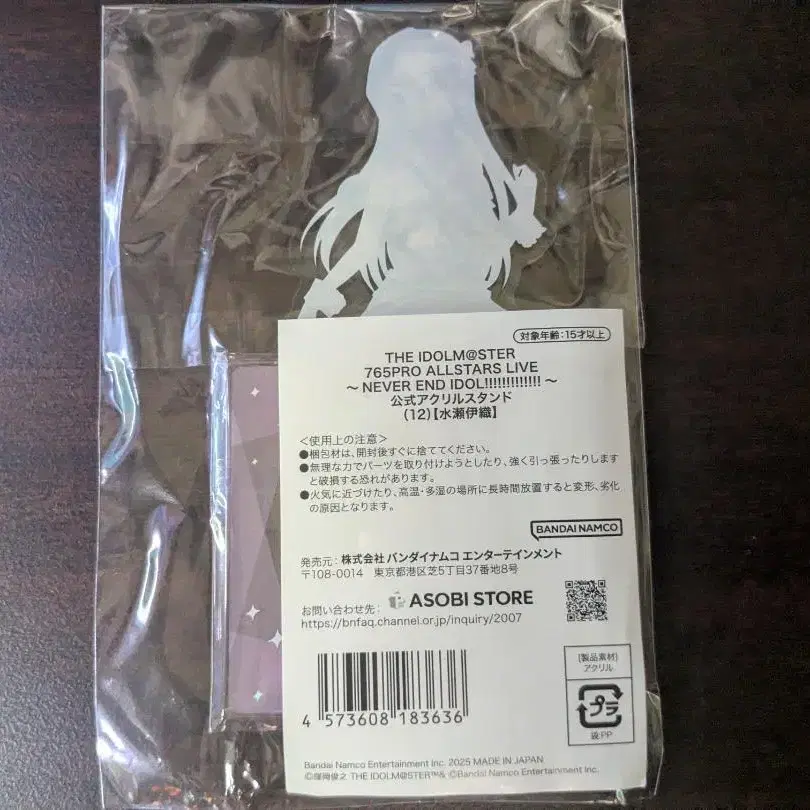 対象年齢：15才以上
THE IDOLM@STER
765PRO ALLSTARS LIVE
～ NEVER END IDOL!!!!!!!!!!!!! ～
公式アクリルスタンド
（12）【水瀬伊織】
＜使用上の注意＞
●梱包材は、開封後すぐに捨ててください。
●無理な力でパーツを取り付けようとしたり、強く引っ張ったりします
と破損する恐れがあります。
●火気に近づけたり、高温・多湿の場所に長時間放置すると変形、劣化
の原因となります。
BANDAI NAMCO
発売元：株式会社 バンダイナムコ エンターテインメント
〒108-0014 東京都港区芝5丁目37番地8号
お問い合わせ先： ASOBI STORE
https://bnfaq.channel.or.jp/inquiry/2007
[製品素材]
アクリル
プラ
袋:PP
4 573608 183636
Bandai Namco Entertainment Inc. 2025 MADE IN JAPAN
©窪岡俊之 THE IDOLM@STER™& ©Bandai Namco Entertainment Inc.